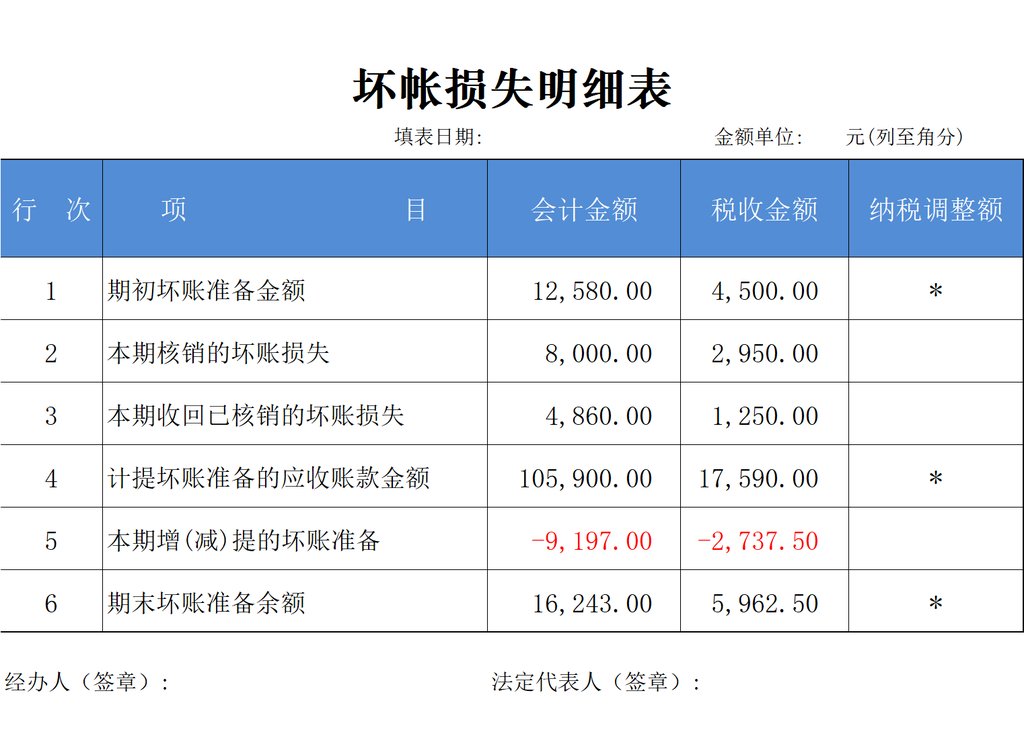 坏帐损失明细表
填表日期: 金额单位: 元(列至角分)
行 次 项 目 会计金额 税收金额 纳税调整额
1 期初坏账准备金额 12,580.00 4,500.00 *
2 本期核销的坏账损失 8,000.00 2,950.00
3 本期收回已核销的坏账损失 4,860.00 1,250.00
4 计提坏账准备的应收账款金额 105,900.00 17,590.00 *
5 本期增(减)提的坏账准备 -9,197.00 -2,737.50
6 期末坏账准备余额 16,243.00 5,962.50 *
经办人（签章）: 法定代表人（签章）: